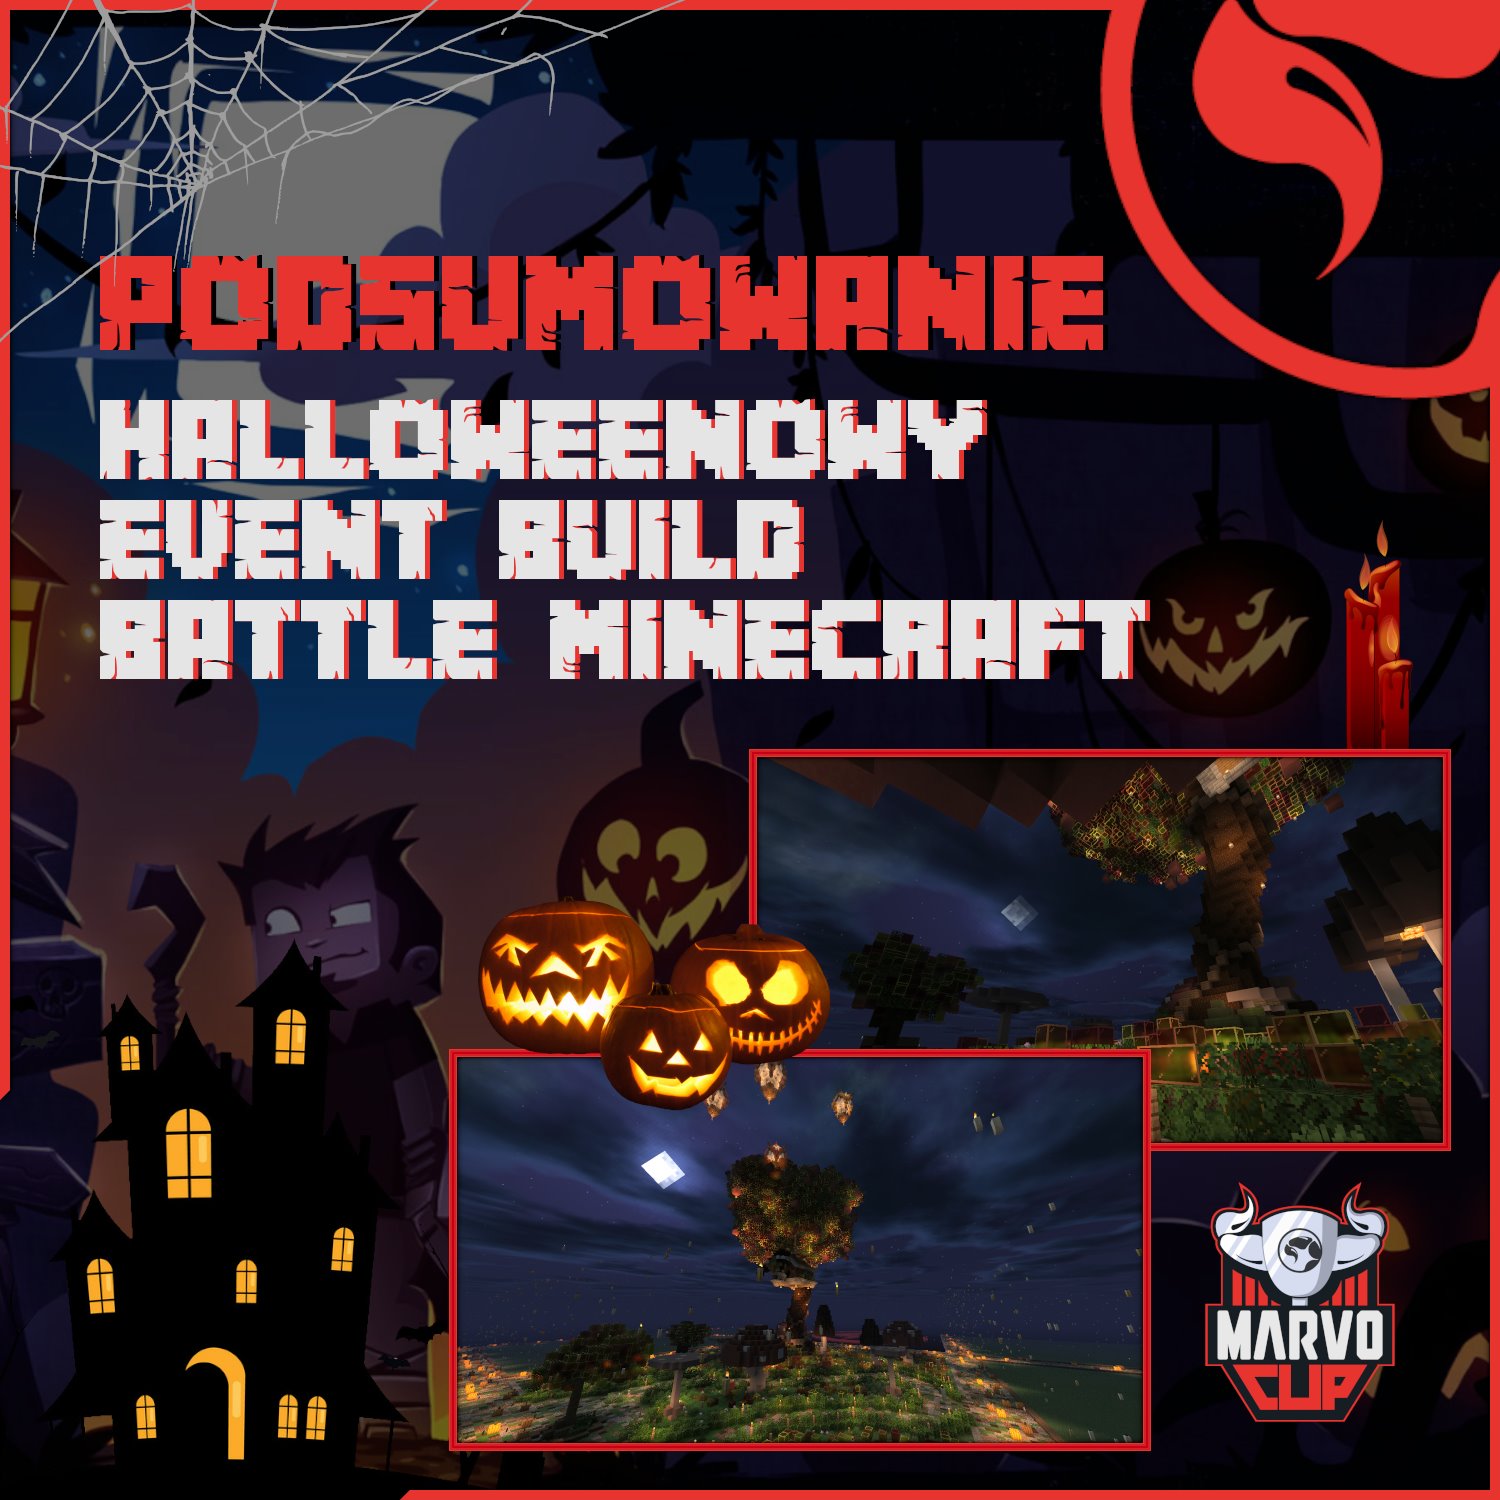 PODSUMOWANIE
HALLOWEENOWY
EVENT BUILD
BATTLE MINECRAFT
MARVO
CUP